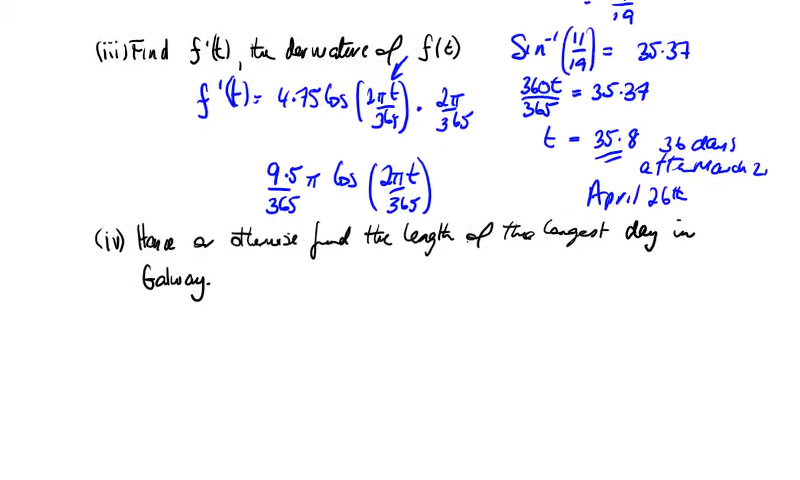 19
(iii) Find f'(t), the derivative of f(t)
Sin⁻¹(11/19) = 35.37
f'(t) = 4.75 Cos (2πt/365) . 2π/365
360t/365 = 35.37
t = 35.8 36 days
after March 2
9.5/365 π Cos (2πt/365)
April 26th
(iv) Hence or otherwise find the length of the longest day in
Galway.